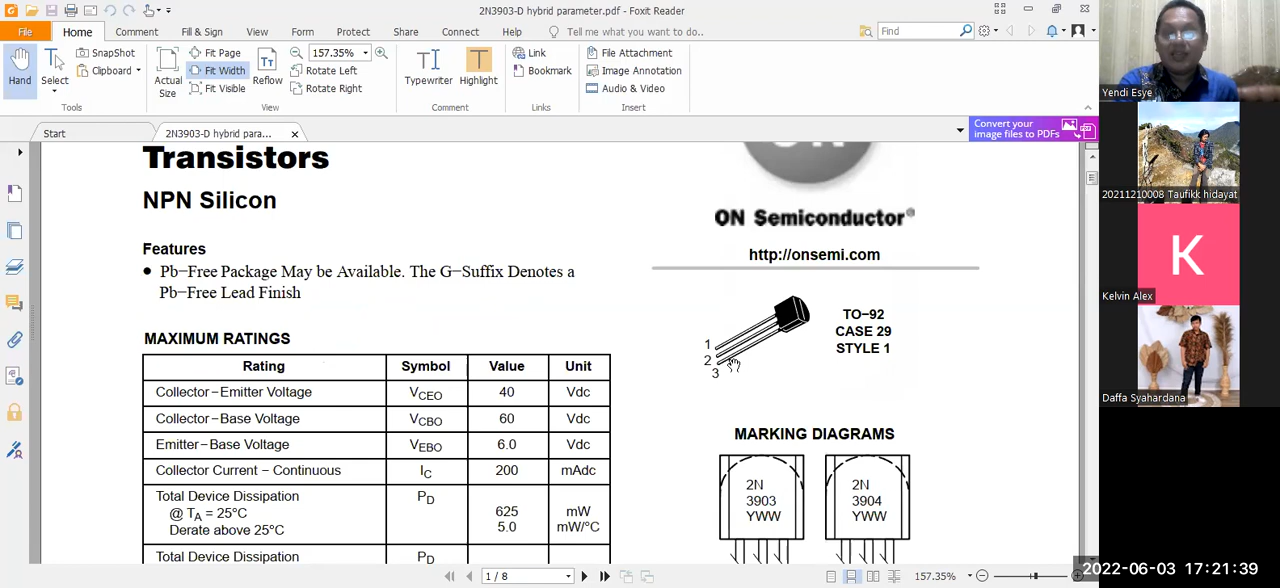 2N3903-D hybrid parameter.pdf - Foxit Reader
File
Home
Comment
Fill & Sign
View
Form
Protect
Share
Connect
Help
Tell me what you want to do..
Find
Hand
Select
SnapShot
Clipboard
Tools
Actual
Size
Fit Page
Fit Width
Fit Visible
Reflow
157.35%
Rotate Left
Rotate Right
View
Typewriter
Highlight
Comment
Link
Bookmark
Links
File Attachment
Image Annotation
Audio & Video
Insert
Start
2N3903-D hybrid para...
Convert your
image files to PDFs
Transistors
NPN Silicon
Features
• Pb−Free Package May be Available. The G−Suffix Denotes a
Pb−Free Lead Finish
MAXIMUM RATINGS
Rating Symbol Value Unit
Collector−Emitter Voltage VCEO 40 Vdc
Collector−Base Voltage VCBO 60 Vdc
Emitter−Base Voltage VEBO 6.0 Vdc
Collector Current − Continuous IC 200 mAdc
Total Device Dissipation PD
@ TA = 25°C 625 mW
Derate above 25°C 5.0 mW/°C
Total Device Dissipation PD
ON
ON Semiconductor®
http://onsemi.com
1
2
3
TO−92
CASE 29
STYLE 1
MARKING DIAGRAMS
2N
3903
YWW
2N
3904
YWW
1 / 8
157.35%
Yendi Esye
20211210008 Taufikk hidayat
K
Kelvin Alex
Daffa Syahardana
2022-06-03 17:21:39